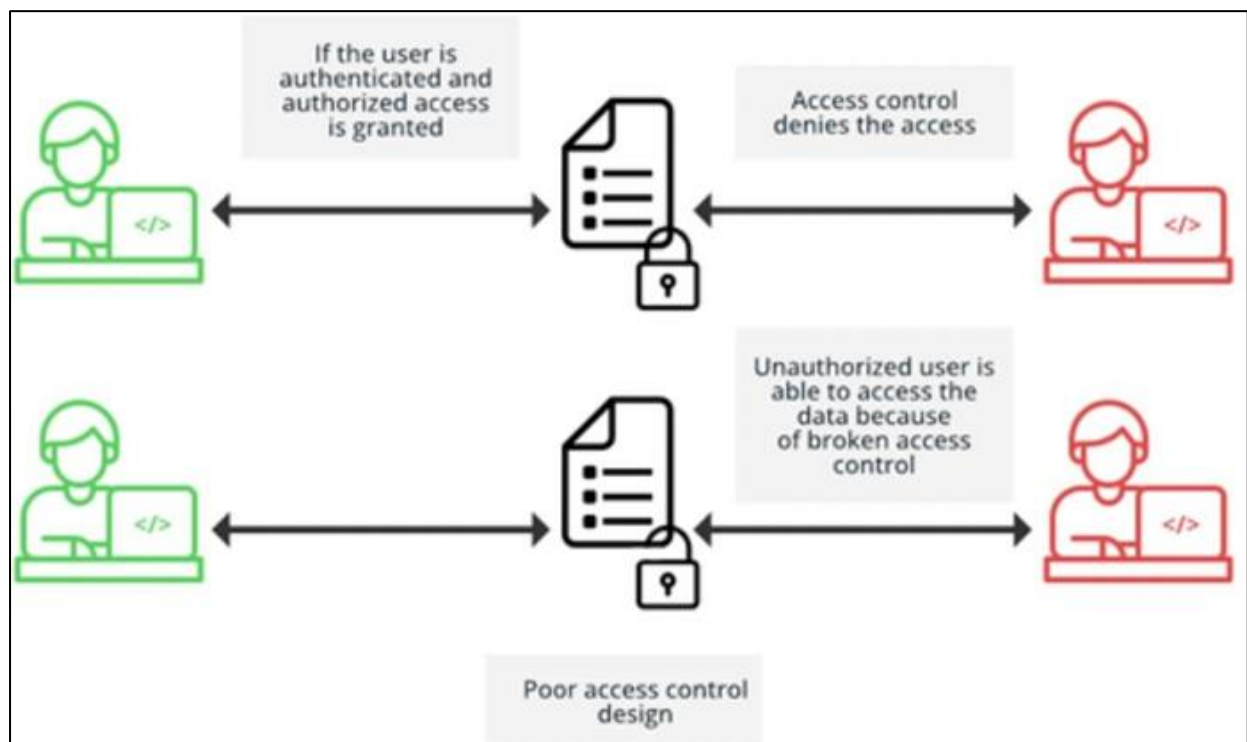 If the user is
authenticated and
authorized access
is granted
Access control
denies the access
</>
</>
Unauthorized user is
able to access the
data because
of broken access
control
</>
</>
Poor access control
design